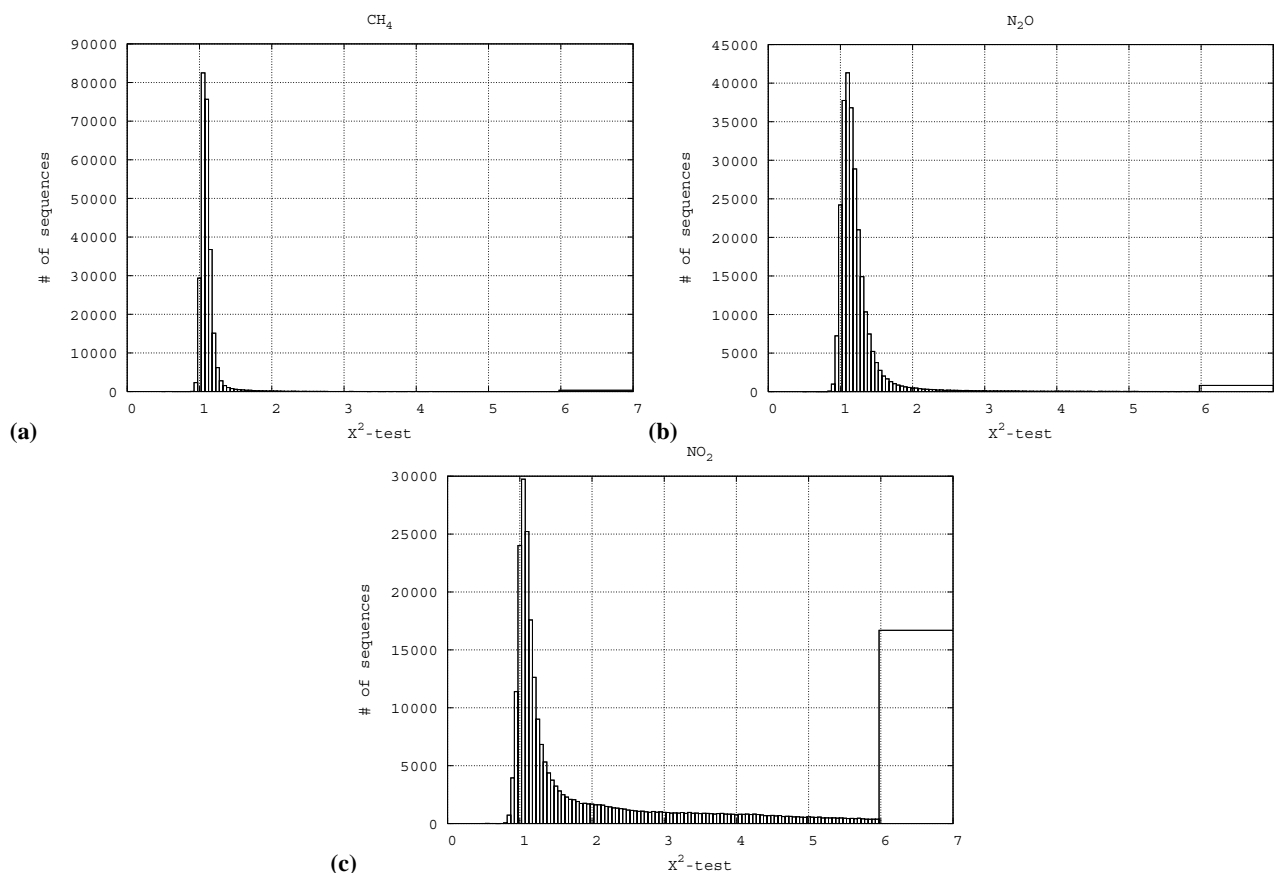 (a)
CH4
# of sequences
90000
80000
70000
60000
50000
40000
30000
20000
10000
0
0 1 2 3 4 5 6 7
X²-test
(b)
N2O
# of sequences
45000
40000
35000
30000
25000
20000
15000
10000
5000
0
0 1 2 3 4 5 6
X²-test
(c)
NO2
# of sequences
30000
25000
20000
15000
10000
5000
0
0 1 2 3 4 5 6 7
X²-test